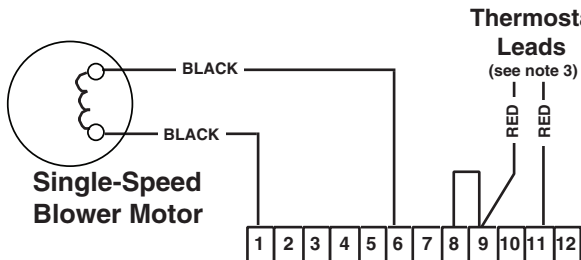 Thermosta
Leads
(see note 3)
BLACK
RED
RED
BLACK
Single-Speed
Blower Motor
1 2 3 4 5 6 7 8 9 10 11 12